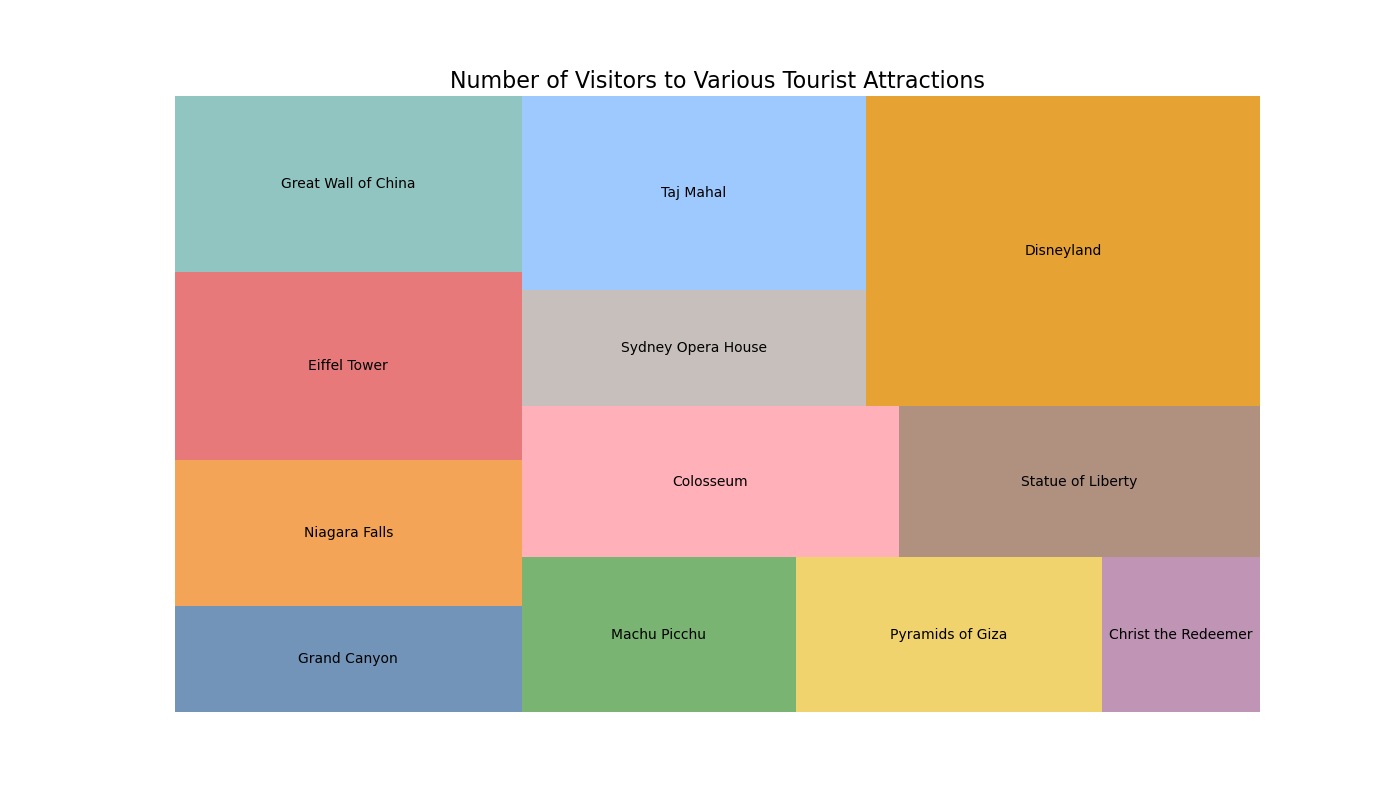 Number of Visitors to Various Tourist Attractions
Great Wall of China
Taj Mahal
Disneyland
Sydney Opera House
Eiffel Tower
Colosseum
Statue of Liberty
Niagara Falls
Machu Picchu
Pyramids of Giza
Christ the Redeemer
Grand Canyon